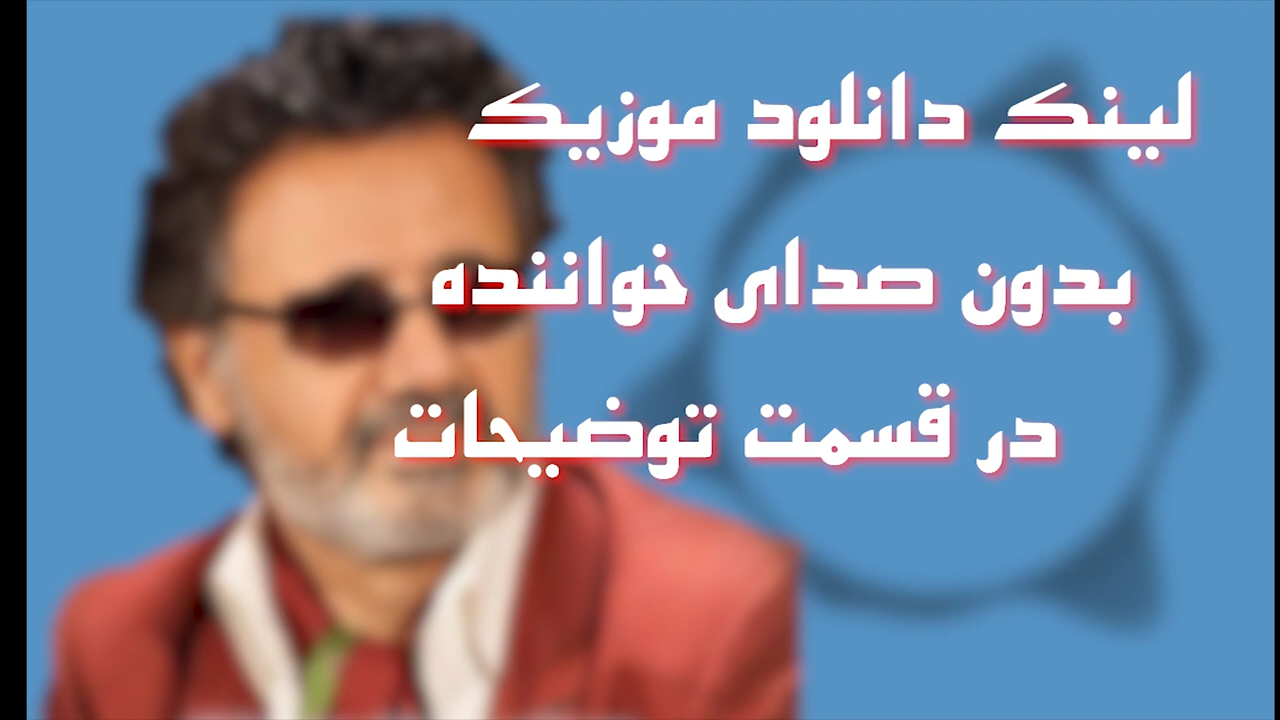 لینک دانلود موزیک
بدون صدای خواننده
در قسمت توضیحات